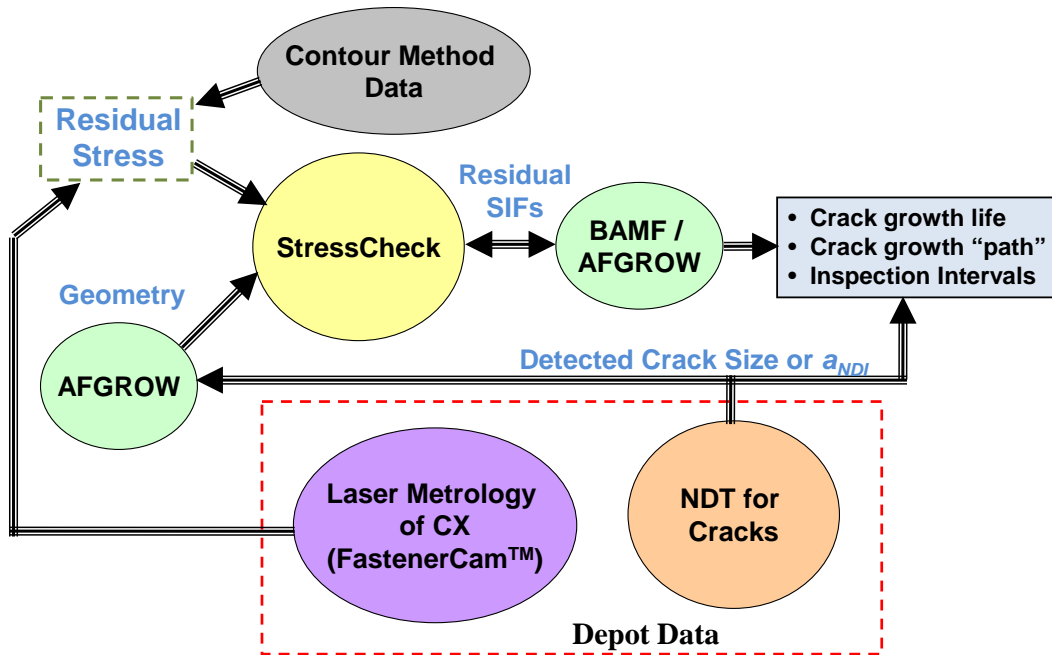 Contour Method
Data
Residual
Stress
Residual
SIFs
StressCheck
BAMF /
AFGROW
• Crack growth life
• Crack growth “path”
• Inspection Intervals
Geometry
AFGROW
Detected Crack Size or aNDI
Laser Metrology
of CX
(FastenerCam™)
NDT for
Cracks
Depot Data